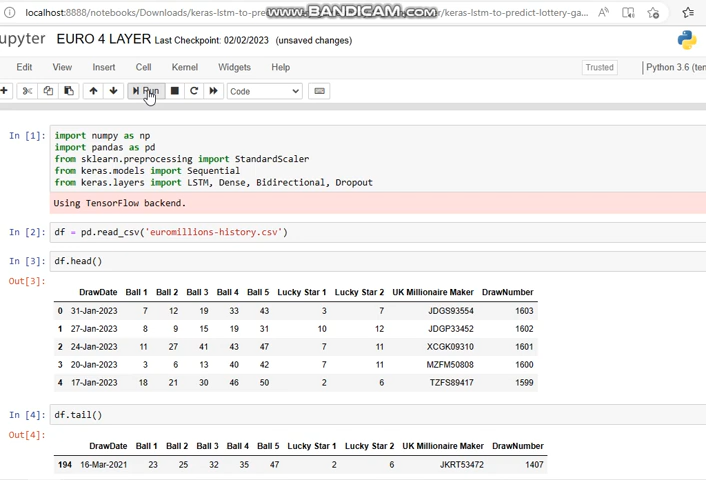 localhost:8888/notebooks/Downloads/keras-lstm-to-pre
www.BANDICAM.com
er/keras-lstm-to-predict-lottery-ga...
upyter EURO 4 LAYER Last Checkpoint: 02/02/2023 (unsaved changes)
Edit View Insert Cell Kernel Widgets Help Trusted Python 3.6 (ten
Run Code
In [1]: import numpy as np
import pandas as pd
from sklearn.preprocessing import StandardScaler
from keras.models import Sequential
from keras.layers import LSTM, Dense, Bidirectional, Dropout
Using TensorFlow backend.
In [2]: df = pd.read_csv('euromillions-history.csv')
In [3]: df.head()
Out[3]:
DrawDate Ball 1 Ball 2 Ball 3 Ball 4 Ball 5 Lucky Star 1 Lucky Star 2 UK Millionaire Maker DrawNumber
0 31-Jan-2023 7 12 19 33 43 3 7 JDGS93554 1603
1 27-Jan-2023 8 9 15 19 31 10 12 JDGP33452 1602
2 24-Jan-2023 11 27 41 43 47 7 11 XCGK09310 1601
3 20-Jan-2023 3 6 13 40 42 7 11 MZFM50808 1600
4 17-Jan-2023 18 21 30 46 50 2 6 TZFS89417 1599
In [4]: df.tail()
Out[4]:
DrawDate Ball 1 Ball 2 Ball 3 Ball 4 Ball 5 Lucky Star 1 Lucky Star 2 UK Millionaire Maker DrawNumber
194 16-Mar-2021 23 25 32 35 47 2 6 JKRT53472 1407